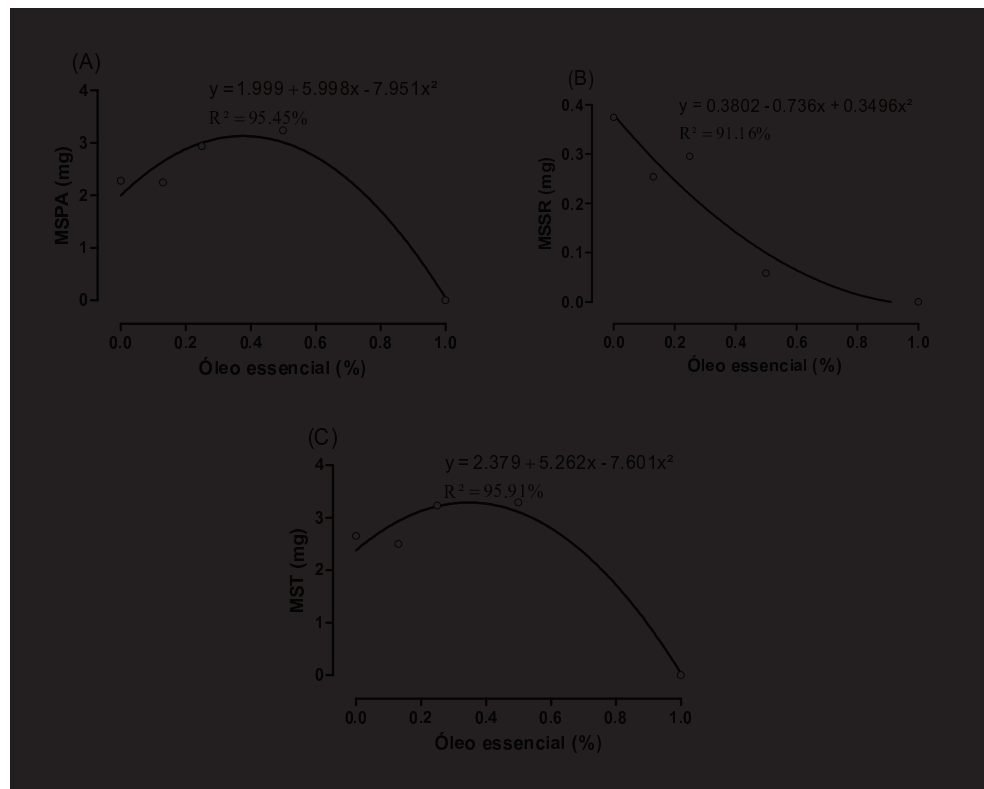 (A)
y = 1.999 + 5.998x - 7.951x²
R² = 95.45%
4
3
2
1
0
MSPA (mg)
0.0 0.2 0.4 0.6 0.8 1.0
Óleo essencial (%)
(B)
y = 0.3802 - 0.736x + 0.3496x²
R² = 91.16%
0.4
0.3
0.2
0.1
0.0
MSSR (mg)
0.0 0.2 0.4 0.6 0.8 1.0
Óleo essencial (%)
(C)
y = 2.379 + 5.262x - 7.601x²
R² = 95.91%
4
3
2
1
0
MST (mg)
0.0 0.2 0.4 0.6 0.8 1.0
Óleo essencial (%)